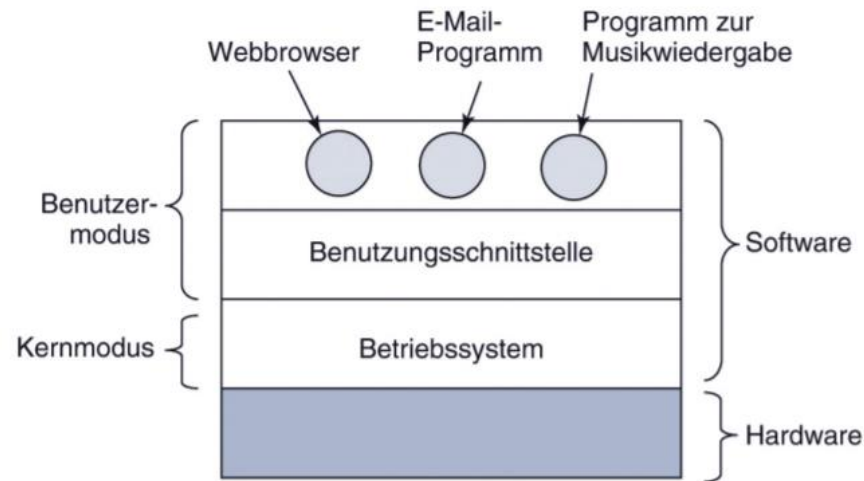 Webbrowser
E-Mail-
Programm
Programm zur
Musikwiedergabe
Benutzer-
modus
Benutzungsschnittstelle
Software
Kernmodus
Betriebssystem
Hardware